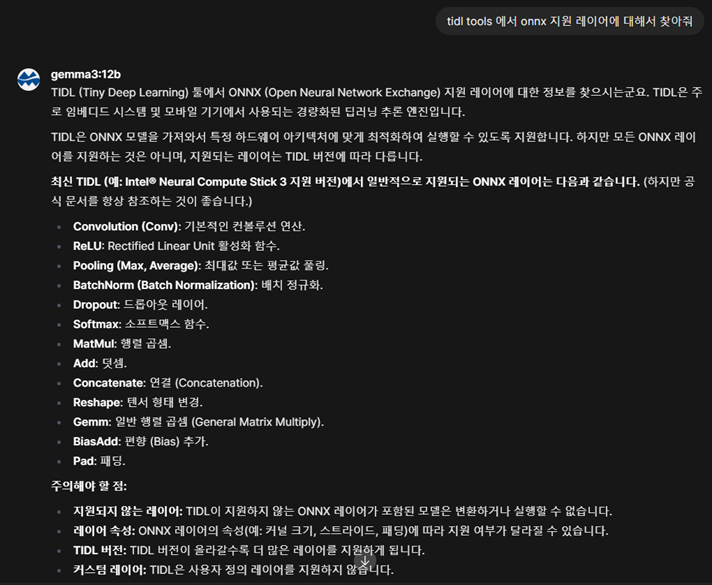 tidl tools 에서 onnx 지원 레이어에 대해서 찾아줘
gemma3:12b
TIDL (Tiny Deep Learning) 툴에서 ONNX (Open Neural Network Exchange) 지원 레이어에 대한 정보를 찾으시는군요. TIDL은 주
로 임베디드 시스템 및 모바일 기기에서 사용되는 경량화된 딥러닝 추론 엔진입니다.
TIDL은 ONNX 모델을 가져와서 특정 하드웨어 아키텍처에 맞게 최적화하여 실행할 수 있도록 지원합니다. 하지만 모든 ONNX 레이
어를 지원하는 것은 아니며, 지원되는 레이어는 TIDL 버전에 따라 다릅니다.
최신 TIDL (예: Intel® Neural Compute Stick 3 지원 버전)에서 일반적으로 지원되는 ONNX 레이어는 다음과 같습니다. (하지만 공
식 문서를 항상 참조하는 것이 좋습니다.)
• Convolution (Conv): 기본적인 컨볼루션 연산.
• ReLU: Rectified Linear Unit 활성화 함수.
• Pooling (Max, Average): 최대값 또는 평균값 풀링.
• BatchNorm (Batch Normalization): 배치 정규화.
• Dropout: 드롭아웃 레이어.
• Softmax: 소프트맥스 함수.
• MatMul: 행렬 곱셈.
• Add: 덧셈.
• Concatenate: 연결 (Concatenation).
• Reshape: 텐서 형태 변경.
• Gemm: 일반 행렬 곱셈 (General Matrix Multiply).
• BiasAdd: 편향 (Bias) 추가.
• Pad: 패딩.
주의해야 할 점:
• 지원되지 않는 레이어: TIDL이 지원하지 않는 ONNX 레이어가 포함된 모델은 변환하거나 실행할 수 없습니다.
• 레이어 속성: ONNX 레이어의 속성(예: 커널 크기, 스트라이드, 패딩)에 따라 지원 여부가 달라질 수 있습니다.
• TIDL 버전: TIDL 버전이 올라갈수록 더 많은 레이어를 지원하게 됩니다.
• 커스텀 레이어: TIDL은 사용자 정의 레이어를 지원하지 않습니다.